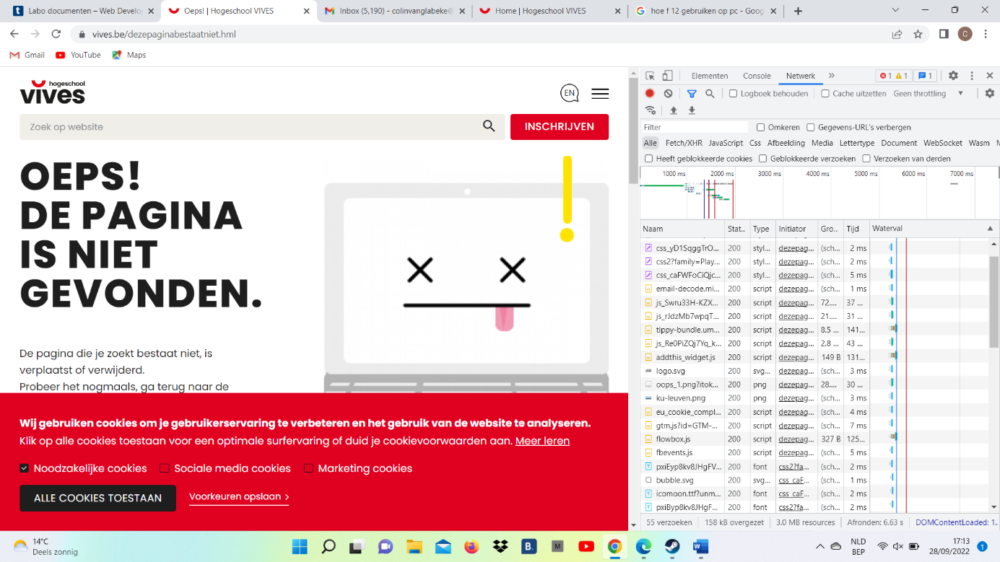 Labo documenten – Web Develop
Oeps! | Hogeschool VIVES
Inbox (5,190) - colinvanglabeke@
Home | Hogeschool VIVES
hoe f 12 gebruiken op pc - Goog
vives.be/dezepaginabestaatniet.hml
C
Gmail
YouTube
Maps
hogeschool
vives
EN
Zoek op website
INSCHRIJVEN
OEPS!
DE PAGINA
IS NIET
GEVONDEN.
De pagina die je zoekt bestaat niet, is
verplaatst of verwijderd.
Probeer het nogmaals, ga terug naar de
Wij gebruiken cookies om je gebruikerservaring te verbeteren en het gebruik van de website te analyseren.
Klik op alle cookies toestaan voor een optimale surfervaring of duid je cookievoorwaarden aan. Meer leren
Noodzakelijke cookies Sociale media cookies Marketing cookies
ALLE COOKIES TOESTAAN Voorkeuren opslaan >
Elementen Console Netwerk » 1 1 1
Logboek behouden Cache uitzetten Geen throttling
Filter Omkeren Gegevens-URL's verbergen
Alle Fetch/XHR JavaScript Css Afbeelding Media Lettertype Document WebSocket Wasm M
Heeft geblokkeerde cookies Geblokkeerde verzoeken Verzoeken van derden
1000 ms 2000 ms 3000 ms 4000 ms 5000 ms 6000 ms 7000 ms
Naam Stat.. Type Initiator Gro... Tijd Waterval
css_yD1SqggTrO... 200 styl... dezepag... (sch... 2 ms
css2?family=Play... 200 styl... dezepag... (sch... 2 ms
css_caFWFoCiQjc... 200 styl... dezepag... (sch... 5 ms
email-decode.mi... 200 script dezepag... (sch... 1 ms
js_Swru33H-KZX... 200 script dezepag... 72.... 37 ...
js_rJdzMb7wpqT... 200 script dezepag... 21.... 31 ...
tippy-bundle.um... 200 script dezepag... 8.5 ... 141...
js_Re0PiZQj7Yq_k... 200 script dezepag... 2.8 ... 43 ...
addthis_widget.js 200 script dezepag... 149 B 131...
logo.svg 200 svg... dezepag... (sch... 3 ms
oops_1.png?itok... 200 png dezepag... 28.... 30 ...
ku-leuven.png 200 png dezepag... (sch... 3 ms
eu_cookie_compl... 200 script dezepag... (sch... 4 ms
gtm.js?id=GTM-... 200 script dezepag... (sch... 7 ms
flowbox.js 200 script dezepag... 327 B 125...
fbevents.js 200 script dezepag... (sch... 5 ms
pxiEyp8kv8JHgFV... 200 font css2?fa... (sch... 2 ms
bubble.svg 200 svg... css_caF... (sch... 1 ms
icomoon.ttf?unm... 200 font css_caF... (sch... 2 ms
pxiByp8kv8JHgF... 200 font css2?fa... (sch... 2 ms
55 verzoeken 158 kB overgezet 3.0 MB resources Afronden: 6.63 s DOMContentLoaded: 1..
14°C
Deels zonnig
B.
M
W
NLD
BEP
17:13
28/09/2022
1